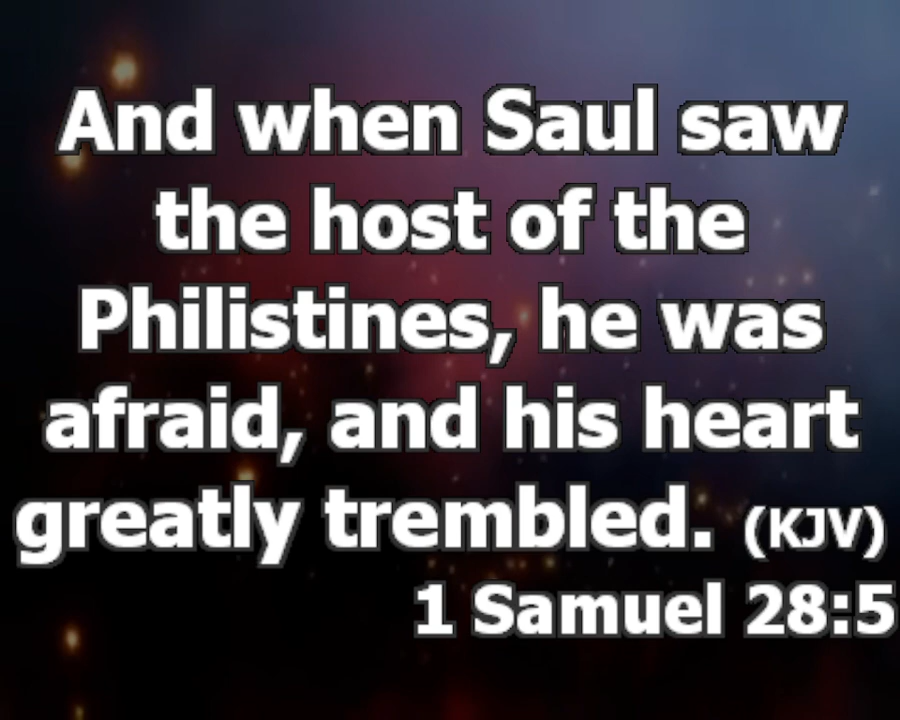 And when Saul saw
the host of the
Philistines, he was
afraid, and his heart
greatly trembled. (KJV)
1 Samuel 28:5